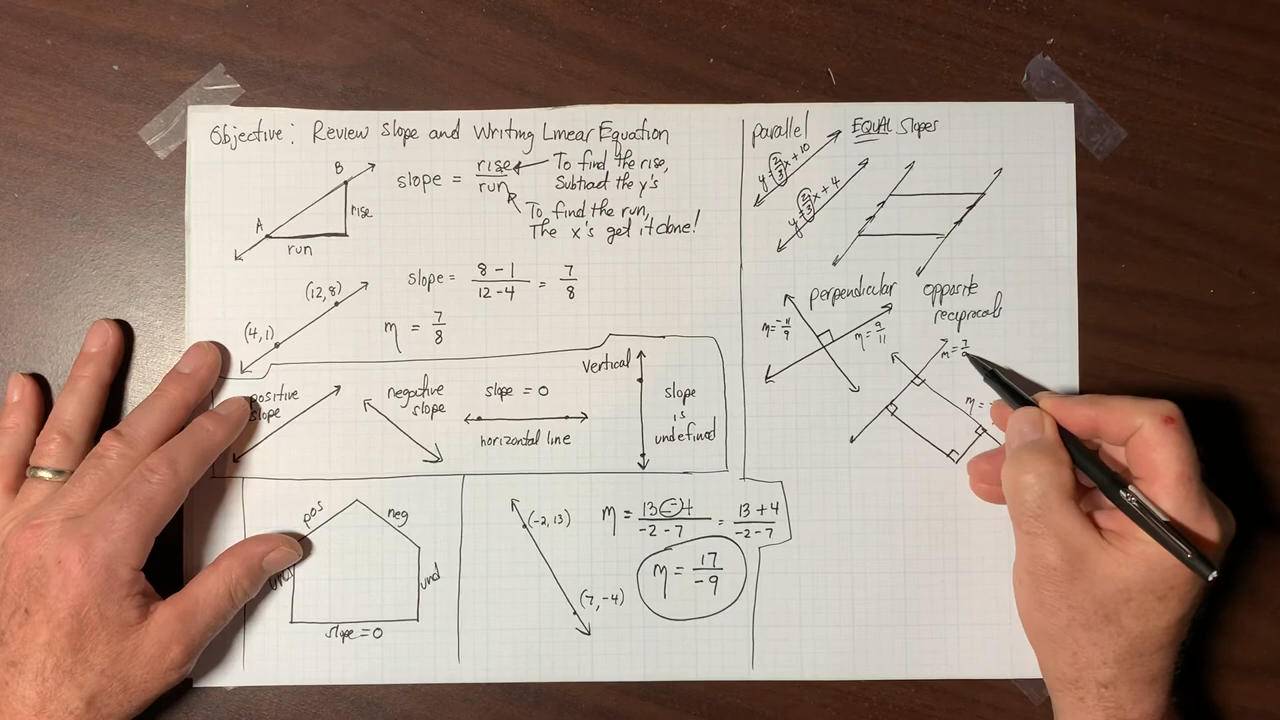 Objective: Review Slope and Writing Linear Equation
B
A
rise
run
slope = rise/run
To find the rise,
Subtract the y's
To find the run,
The x's get it done!
(12,8)
(4,1)
slope = 8-1/12-4 = 7/8
m = 7/8
positive
slope
negative
slope
slope = 0
horizontal line
Vertical
slope
is
undefined
pos
neg
und
und
slope=0
(-2,13)
(7,-4)
m = 13--4/-2-7 = 13+4/-2-7
m = 17/-9
parallel
EQUAL Slopes
y=2/3x+10
y=2/3x+4
perpendicular
opposite
reciprocals
m=-11/9
m=9/11
m=7/
m=-